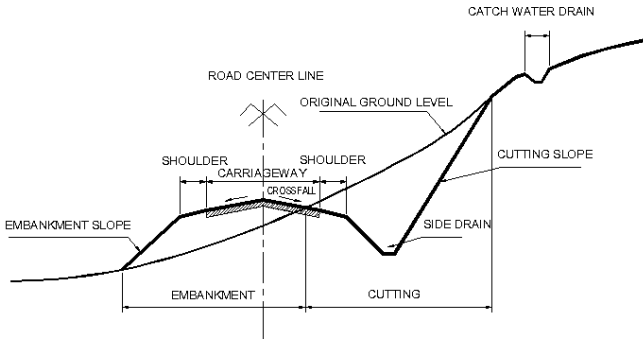 CATCH WATER DRAIN
ROAD CENTER LINE
ORIGINAL GROUND LEVEL
SHOULDER
CARRIAGEWAY
SHOULDER
CROSSFALL
CUTTING SLOPE
EMBANKMENT SLOPE
SIDE DRAIN
EMBANKMENT
CUTTING